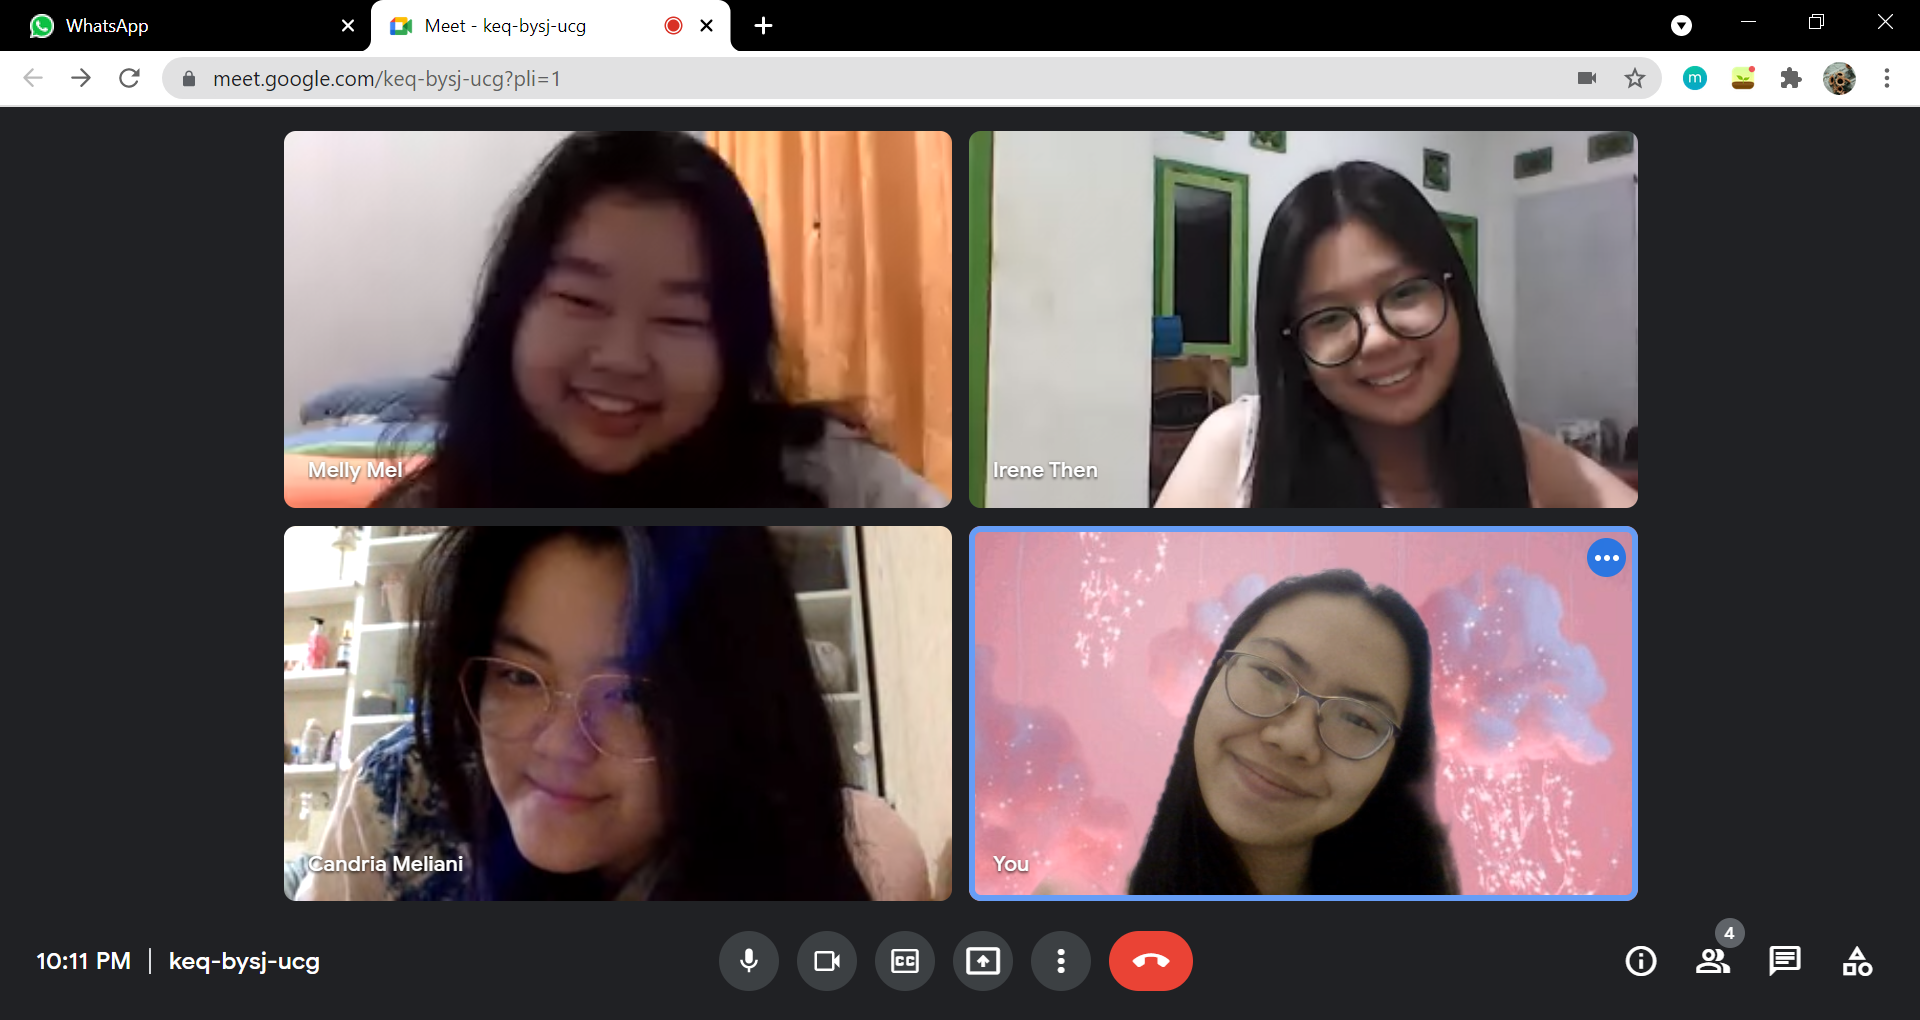 WhatsApp
Meet - keq-bysj-ucg
meet.google.com/keq-bysj-ucg?pli=1
m
Melly Mel
Irene Then
Candria Meliani
You
10:11 PM | keq-bysj-ucg
CC
4